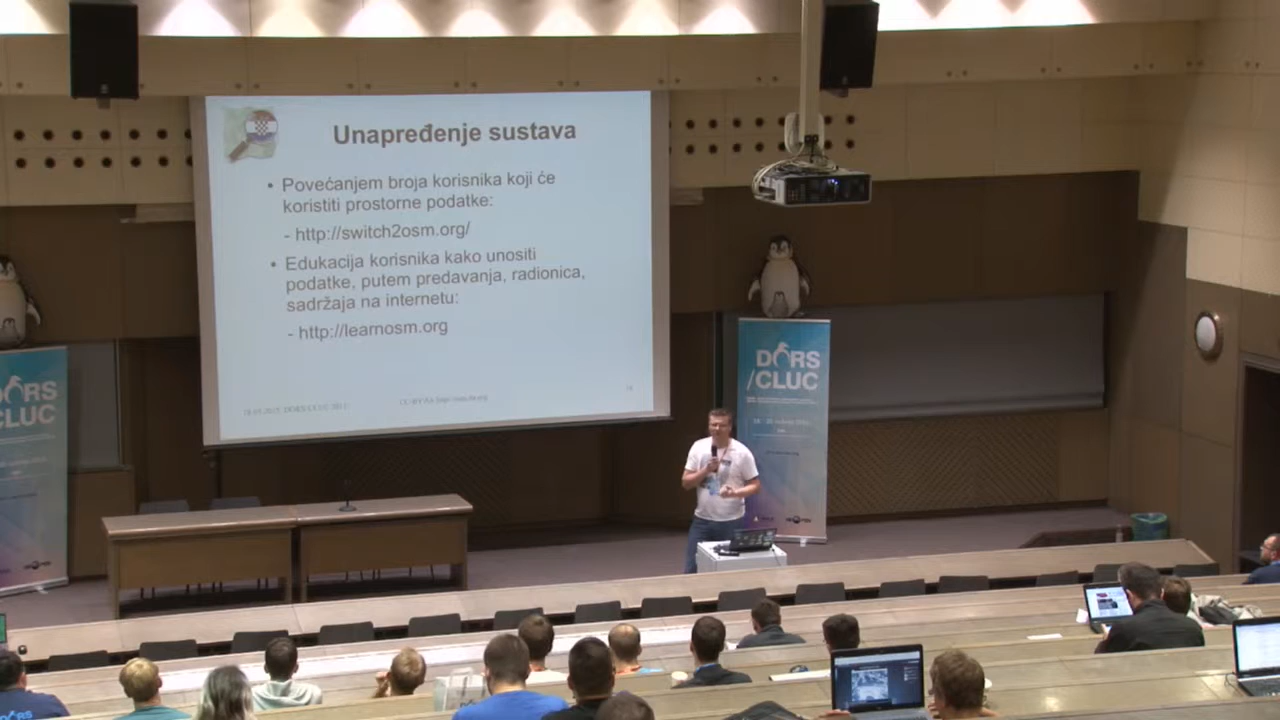 Unapređenje sustava
• Povećanjem broja korisnika koji će
koristiti prostorne podatke:
- http://switch2osm.org/
• Edukacija korisnika kako unositi
podatke, putem predavanja, radionica,
sadržaja na internetu:
- http://learnosm.org
DORS
/CLUC
DORS
/CLUC